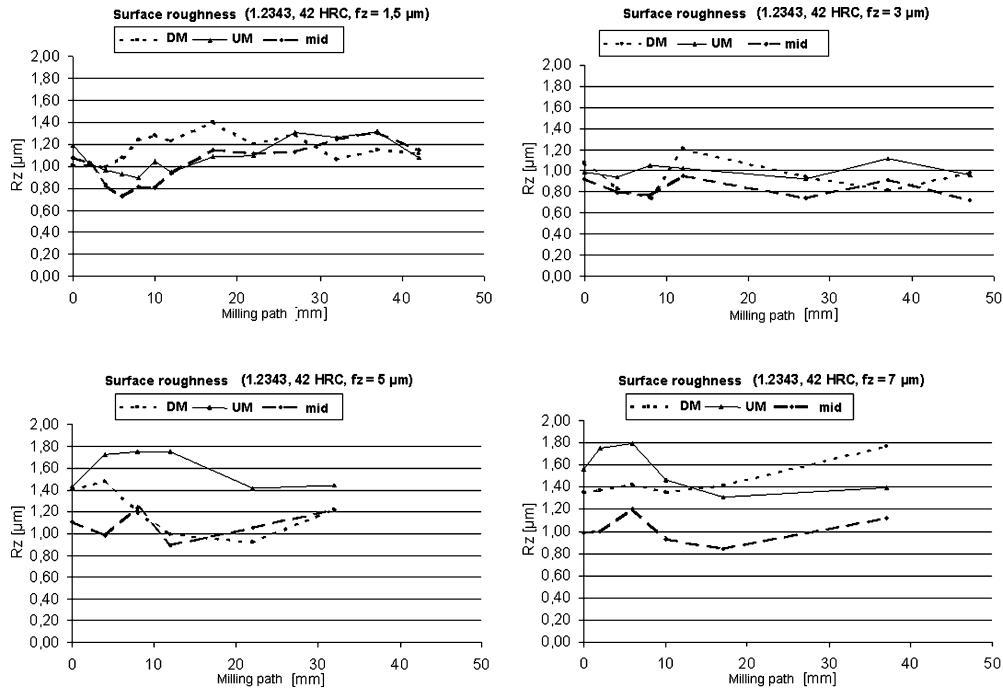 Surface roughness (1.2343, 42 HRC, fz = 1,5 µm)
DM UM mid
2,00
1,80
1,60
1,40
1,20
1,00
0,80
0,60
0,40
0,20
0,00
Rz [µm]
0 10 20 30 40 50
Milling path [mm]
Surface roughness (1.2343, 42 HRC, fz = 3 µm)
DM UM mid
2,00
1,80
1,60
1,40
1,20
1,00
0,80
0,60
0,40
0,20
0,00
Rz [µm]
0 10 20 30 40 50
Milling path [mm]
Surface roughness (1.2343, 42 HRC, fz = 5 µm)
DM UM mid
2,00
1,80
1,60
1,40
1,20
1,00
0,80
0,60
0,40
0,20
0,00
Rz [µm]
0 10 20 30 40 50
Milling path [mm]
Surface roughness (1.2343, 42 HRC, fz = 7 µm)
DM UM mid
2,00
1,80
1,60
1,40
1,20
1,00
0,80
0,60
0,40
0,20
0,00
Rz [µm]
0 10 20 30 40 50
Milling path [mm]